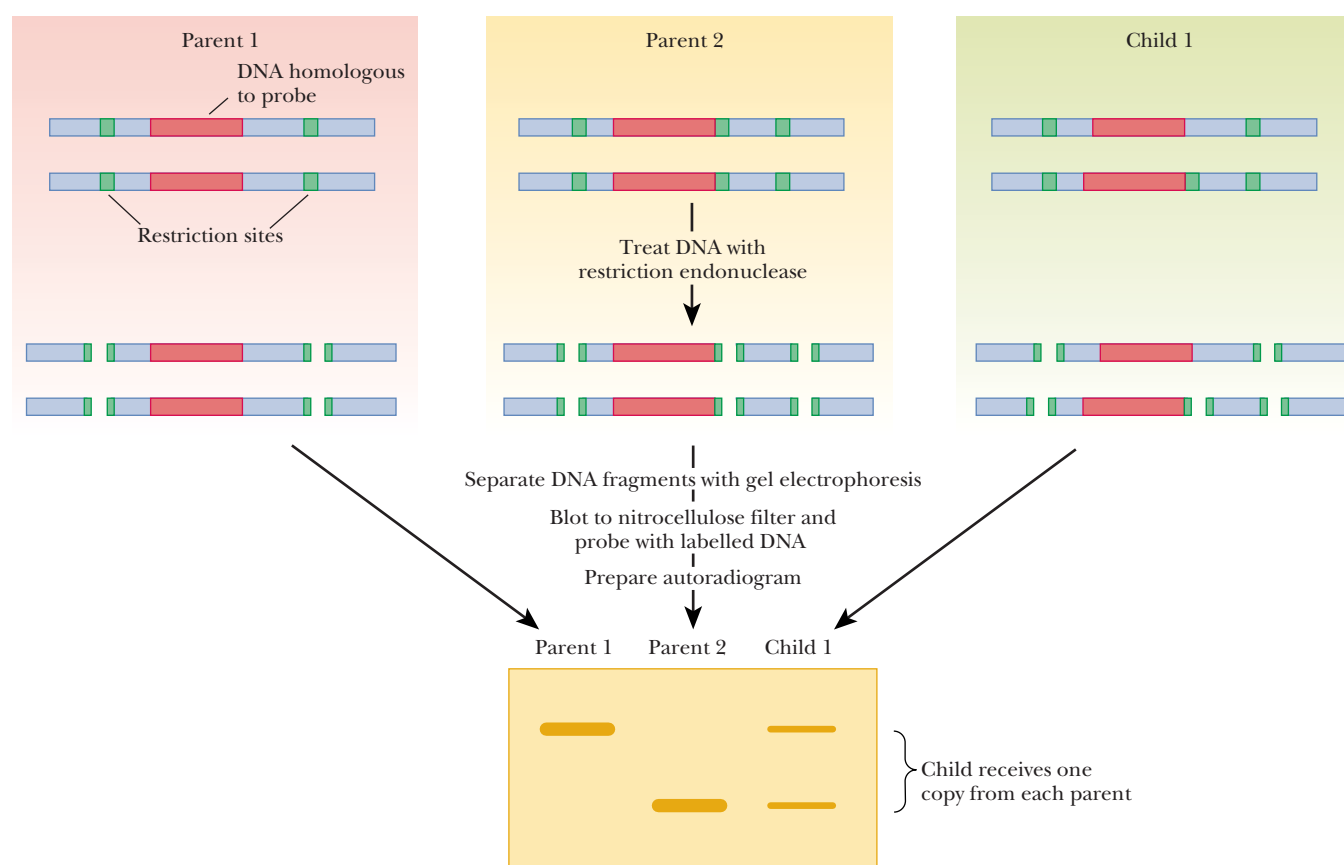 Parent 1
Parent 2
Child 1
DNA homologous
to probe
Restriction sites
Treat DNA with
restriction endonuclease
Separate DNA fragments with gel electrophoresis
Blot to nitrocellulose filter and
probe with labelled DNA
Prepare autoradiogram
Parent 1
Parent 2
Child 1
Child receives one
copy from each parent